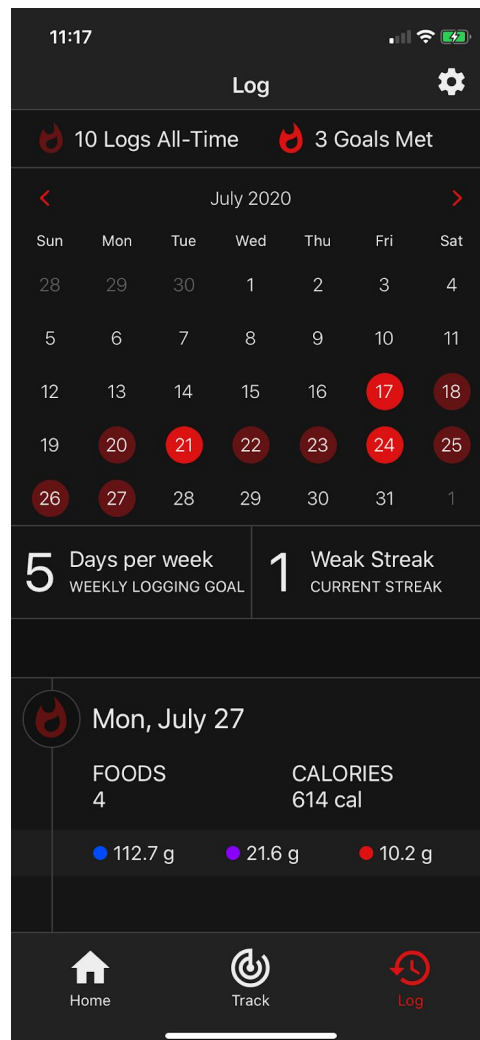 11:17
Log
10 Logs All-Time 3 Goals Met
July 2020
Sun Mon Tue Wed Thu Fri Sat
28 29 30 1 2 3 4
5 6 7 8 9 10 11
12 13 14 15 16 17 18
19 20 21 22 23 24 25
26 27 28 29 30 31 1
5 Days per week
WEEKLY LOGGING GOAL
1 Weak Streak
CURRENT STREAK
Mon, July 27
FOODS CALORIES
4 614 cal
112.7 g 21.6 g 10.2 g
Home Track Log